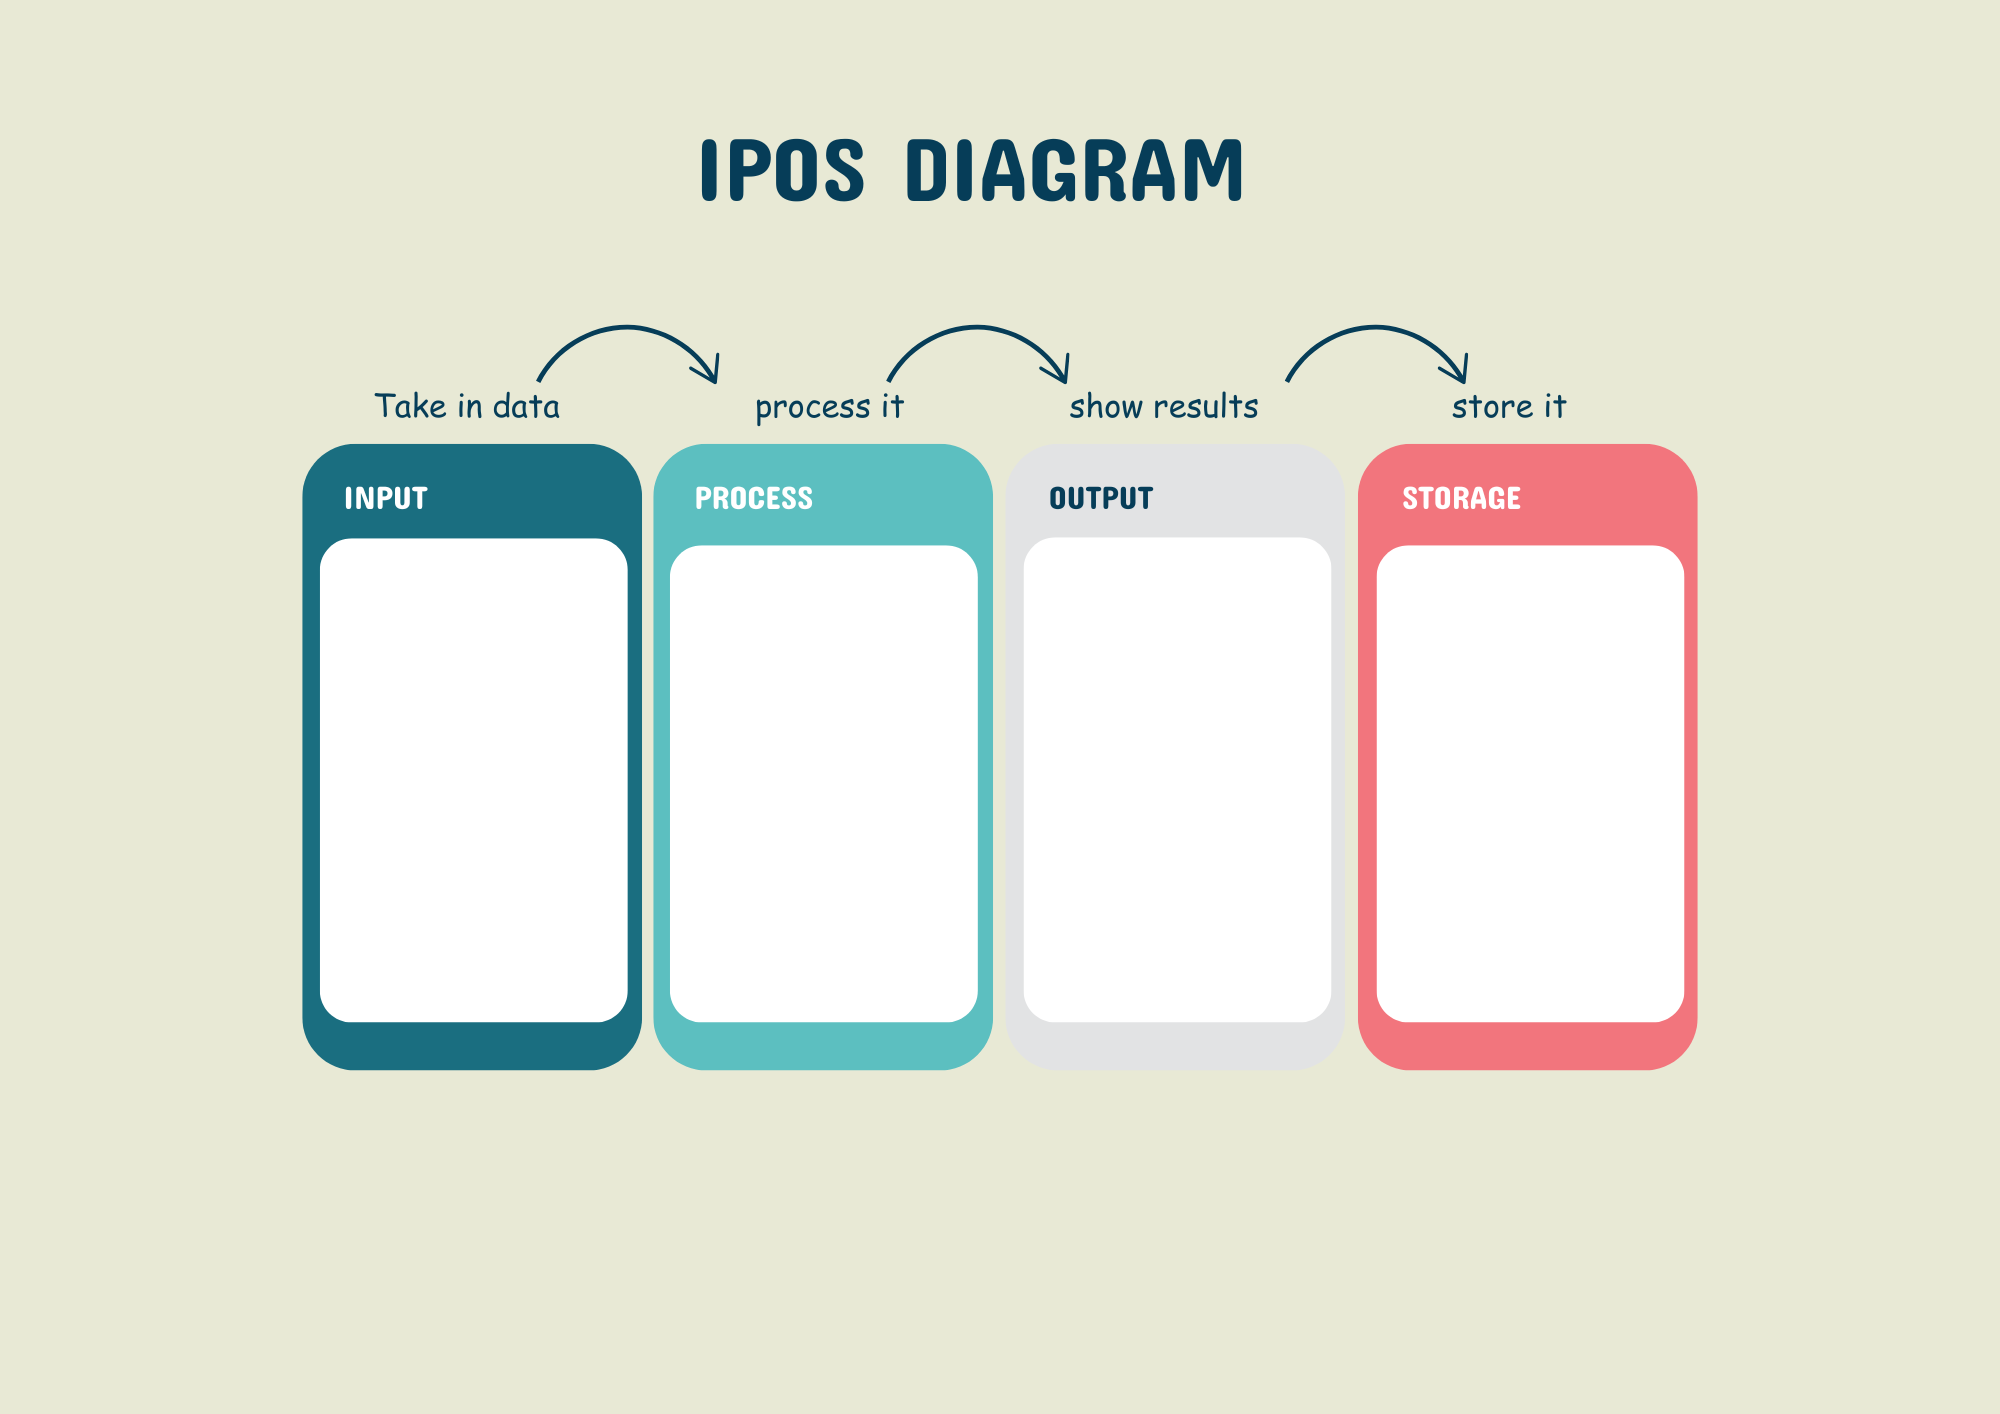 IPOS DIAGRAM
Take in data
process it
show results
store it
INPUT
PROCESS
OUTPUT
STORAGE